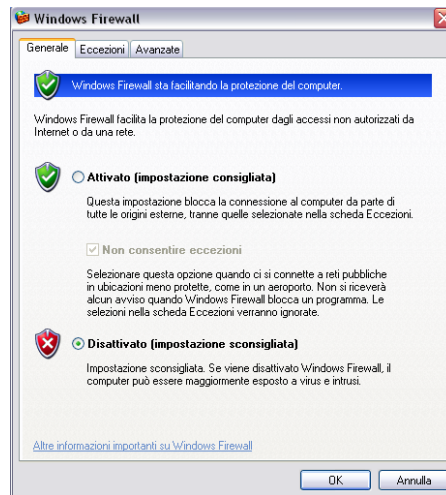 Windows Firewall
Generale Eccezioni Avanzate
Windows Firewall sta facilitando la protezione del computer.
Windows Firewall facilita la protezione del computer dagli accessi non autorizzati da
Internet o da una rete.
Attivato (impostazione consigliata)
Questa impostazione blocca la connessione al computer da parte di
tutte le origini esterne, tranne quelle selezionate nella scheda Eccezioni.
Non consentire eccezioni
Selezionare questa opzione quando ci si connette a reti pubbliche
in ubicazioni meno protette, come in un aeroporto. Non si riceverà
alcun avviso quando Windows Firewall blocca un programma. Le
selezioni nella scheda Eccezioni verranno ignorate.
Disattivato (impostazione sconsigliata)
Impostazione sconsigliata. Se viene disattivato Windows Firewall, il
computer può essere maggiormente esposto a virus e intrusi.
Altre informazioni importanti su Windows Firewall
OK Annulla